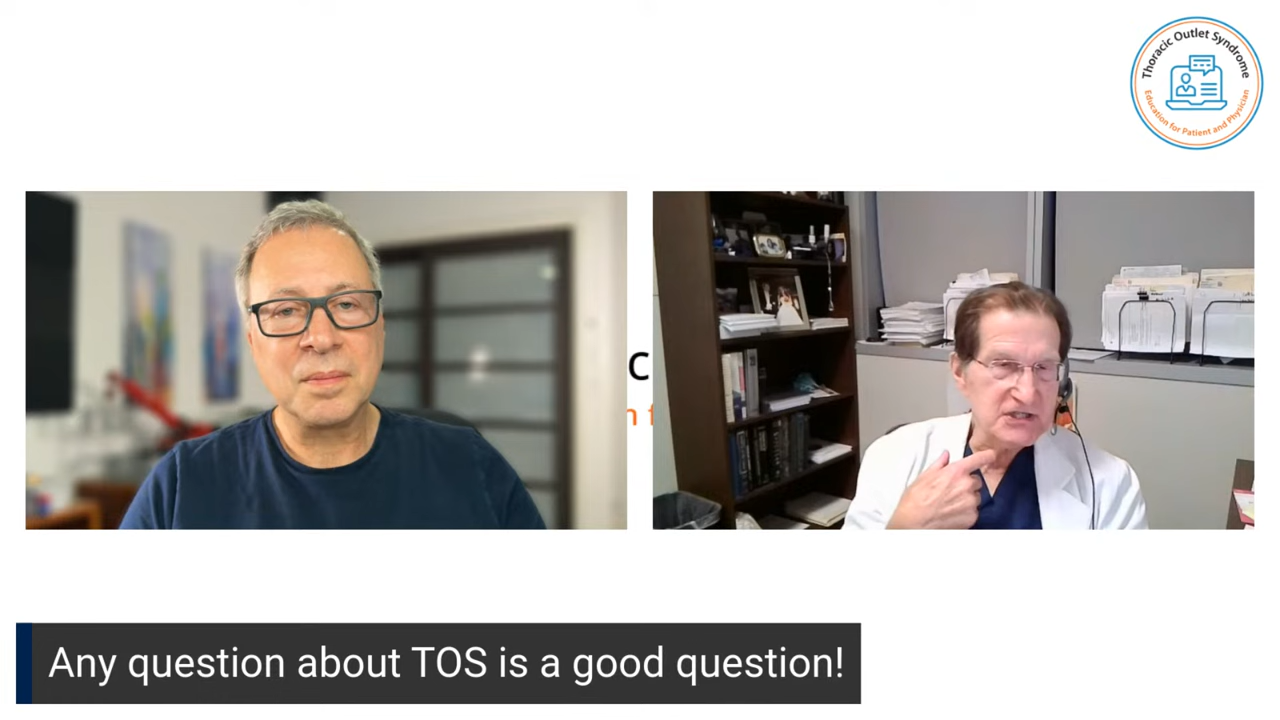 Thoracic Outlet Syndrome
Education for Patient and Physician
C
n f
Any question about TOS is a good question!